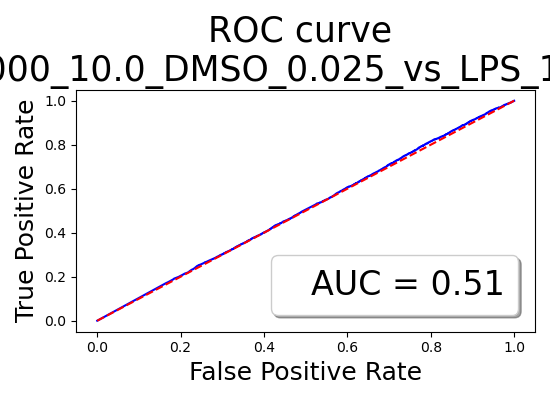 ROC curve
000_10.0_DMSO_0.025_vs_LPS_1
True Positive Rate
1.0
0.8
0.6
0.4
0.2
0.0
AUC = 0.51
0.0 0.2 0.4 0.6 0.8 1.0
False Positive Rate